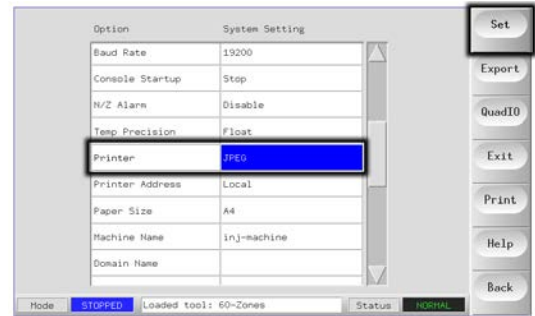 Option System Setting
Baud Rate 19200
Console Startup Stop
N/Z Alarm Disable
Temp Precision Float
Printer JPEG
Printer Address Local
Paper Size A4
Machine Name inj-machine
Domain Name
Set
Export
QuadIO
Exit
Print
Help
Back
Mode STOPPED Loaded tool: 60-Zones Status NORMAL